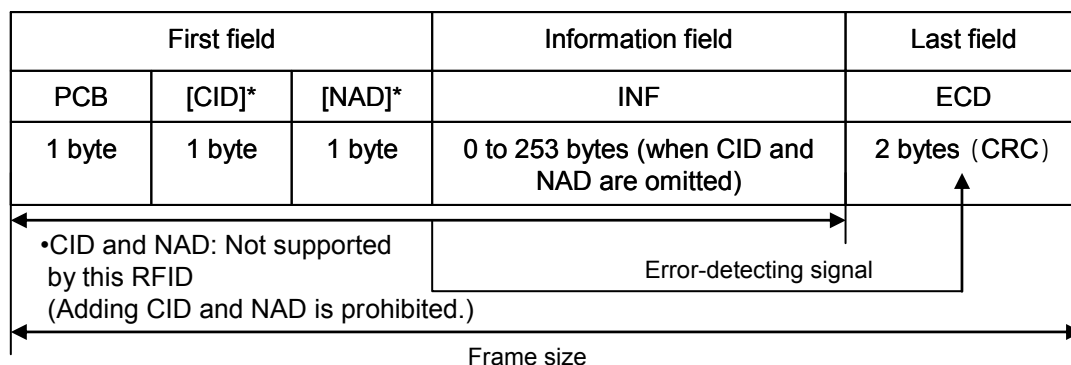 First field Information field Last field
PCB [CID]* [NAD]* INF ECD
1 byte 1 byte 1 byte 0 to 253 bytes (when CID and 2 bytes (CRC)
NAD are omitted)
•CID and NAD: Not supported
by this RFID
Error-detecting signal
(Adding CID and NAD is prohibited.)
Frame size